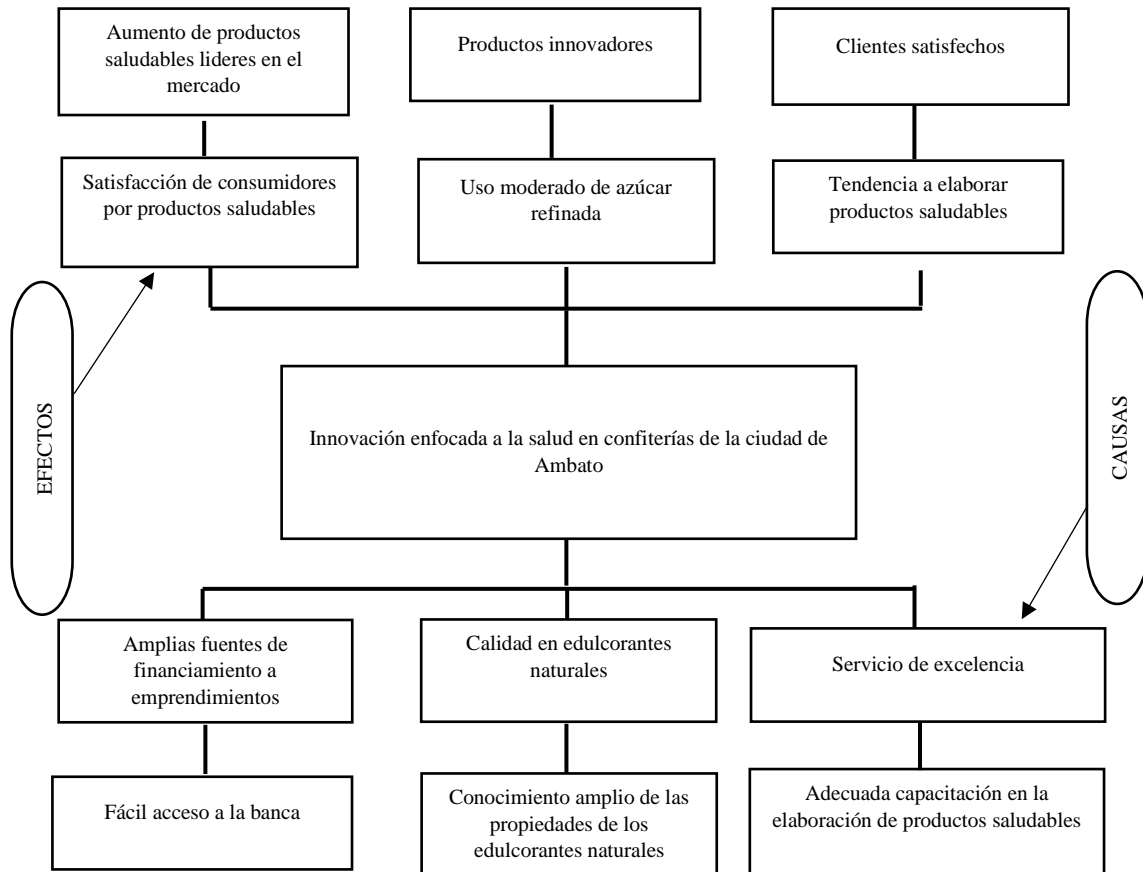 Aumento de productos
saludables lideres en el
mercado
Productos innovadores
Clientes satisfechos
Satisfacción de consumidores
por productos saludables
Uso moderado de azúcar
refinada
Tendencia a elaborar
productos saludables
EFECTOS
Innovación enfocada a la salud en confiterías de la ciudad de
Ambato
CAUSAS
Amplias fuentes de
financiamiento a
emprendimientos
Calidad en edulcorantes
naturales
Servicio de excelencia
Fácil acceso a la banca
Conocimiento amplio de las
propiedades de los
edulcorantes naturales
Adecuada capacitación en la
elaboración de productos saludables